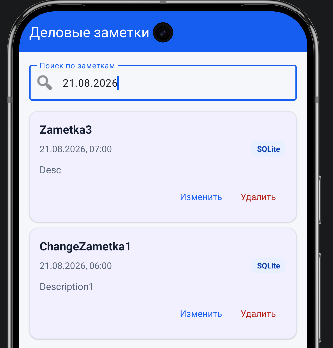 Деловые заметки
Поиск по заметкам
21.08.2026
Zametka3
21.08.2026, 07:00
SQLite
Desc
Изменить
Удалить
ChangeZametka1
21.08.2026, 06:00
SQLite
Description1
Изменить
Удалить